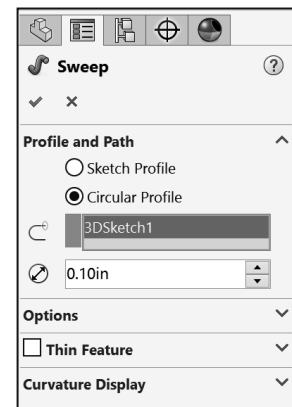 Sweep
?
Profile and Path
Sketch Profile
Circular Profile
3DSketch1
0.10in
Options
Thin Feature
Curvature Display